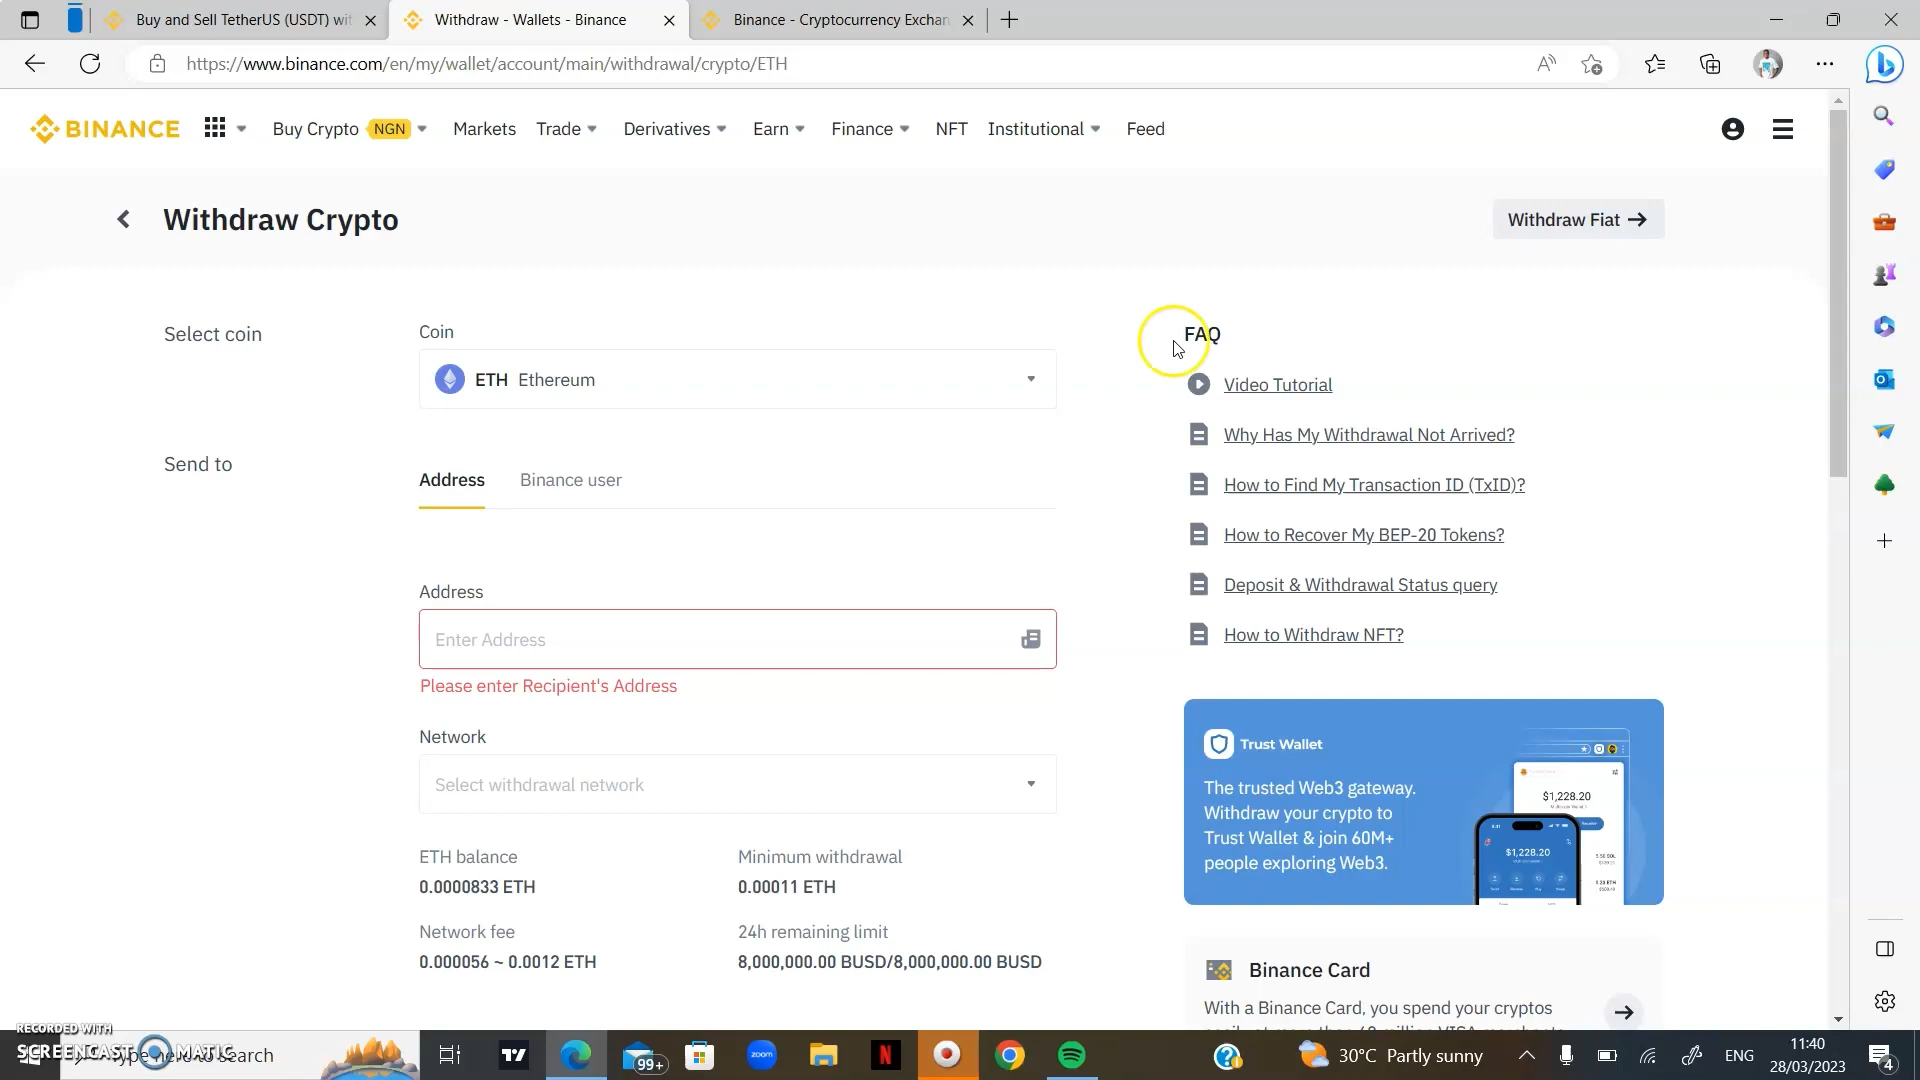 Buy and Sell TetherUS (USDT) wit
Withdraw - Wallets - Binance
Binance - Cryptocurrency Exchan
https://www.binance.com/en/my/wallet/account/main/withdrawal/crypto/ETH
BINANCE
Buy Crypto NGN
Markets
Trade
Derivatives
Earn
Finance
NFT
Institutional
Feed
Withdraw Crypto
Withdraw Fiat
Select coin
Coin
ETH Ethereum
Send to
Address
Binance user
Address
Enter Address
Please enter Recipient's Address
Network
Select withdrawal network
ETH balance
0.0000833 ETH
Minimum withdrawal
0.00011 ETH
Network fee
0.000056 ~ 0.0012 ETH
24h remaining limit
8,000,000.00 BUSD/8,000,000.00 BUSD
FAQ
Video Tutorial
Why Has My Withdrawal Not Arrived?
How to Find My Transaction ID (TxID)?
How to Recover My BEP-20 Tokens?
Deposit & Withdrawal Status query
How to Withdraw NFT?
Trust Wallet
The trusted Web3 gateway.
Withdraw your crypto to
Trust Wallet & join 60M+
people exploring Web3.
$1,228.20
$1,228.20
Binance Card
With a Binance Card, you spend your cryptos
RECORDED WITH
SCREENCAST MATIC
Type here to search
99+
zoom
30°C Partly sunny
ENG
11:40
28/03/2023
4